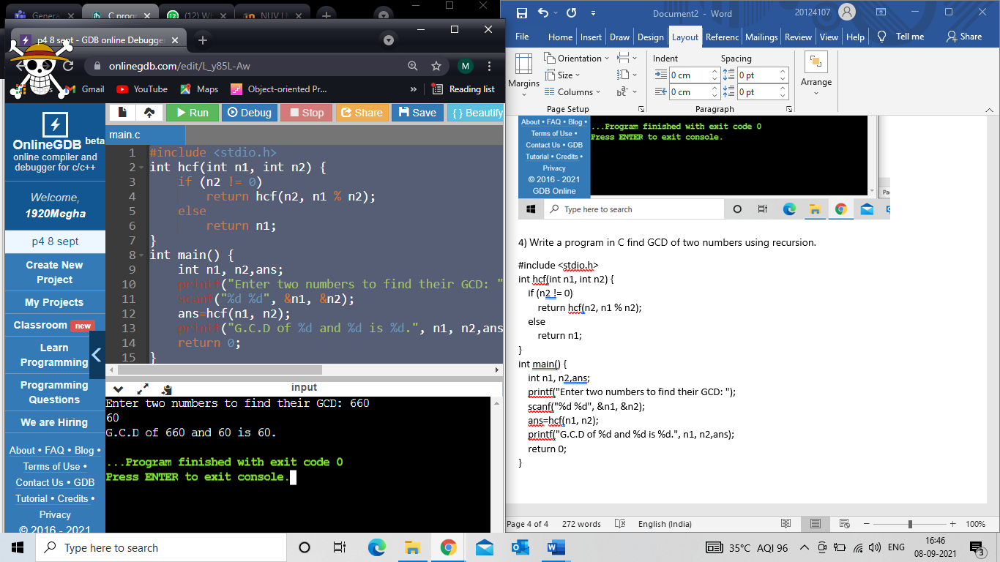 Genera
C progr
(12) W
NUV L
p4 8 sept - GDB online Debugge
onlinegdb.com/edit/L_y85L-Aw
M
Gmail
YouTube
Maps
Object-oriented Pr...
»
Reading list
OnlineGDB beta
online compiler and
debugger for c/c++
Welcome,
1920Megha
p4 8 sept
Create New
Project
My Projects
Classroom new
Learn
Programming
Programming
Questions
We are Hiring
About • FAQ • Blog •
Terms of Use •
Contact Us • GDB
Tutorial • Credits •
Privacy
© 2016 - 2021
Run
Debug
Stop
Share
Save
{ } Beautify
main.c
1 #include <stdio.h>
2 int hcf(int n1, int n2) {
3 if (n2 != 0)
4 return hcf(n2, n1 % n2);
5 else
6 return n1;
7 }
8 int main() {
9 int n1, n2,ans;
10 printf("Enter two numbers to find their GCD: "
11 scanf("%d %d", &n1, &n2);
12 ans=hcf(n1, n2);
13 printf("G.C.D of %d and %d is %d.", n1, n2,ans
14 return 0;
15 }
input
Enter two numbers to find their GCD: 660
60
G.C.D of 660 and 60 is 60.
...Program finished with exit code 0
Press ENTER to exit console.
Document2 - Word
20124107
File
Home
Insert
Draw
Design
Layout
Referenc
Mailings
Review
View
Help
Tell me
Share
Margins
Orientation
Size
Columns
bc
Page Setup
Indent
0 cm
0 cm
Spacing
0 pt
0 pt
Paragraph
Arrange
About • FAQ • Blog •
Terms of Use •
Contact Us • GDB
Tutorial • Credits •
Privacy
© 2016 - 2021
GDB Online
...Program finished with exit code 0
Press ENTER to exit console.
Pa
Type here to search
4) Write a program in C find GCD of two numbers using recursion.
#include <stdio.h>
int hcf(int n1, int n2) {
if (n2 != 0)
return hcf(n2, n1 % n2);
else
return n1;
}
int main() {
int n1, n2,ans;
printf("Enter two numbers to find their GCD: ");
scanf("%d %d", &n1, &n2);
ans=hcf(n1, n2);
printf("G.C.D of %d and %d is %d.", n1, n2,ans);
return 0;
}
Page 4 of 4
272 words
English (India)
100%
Type here to search
35°C AQI 96
ENG
16:46
08-09-2021
3